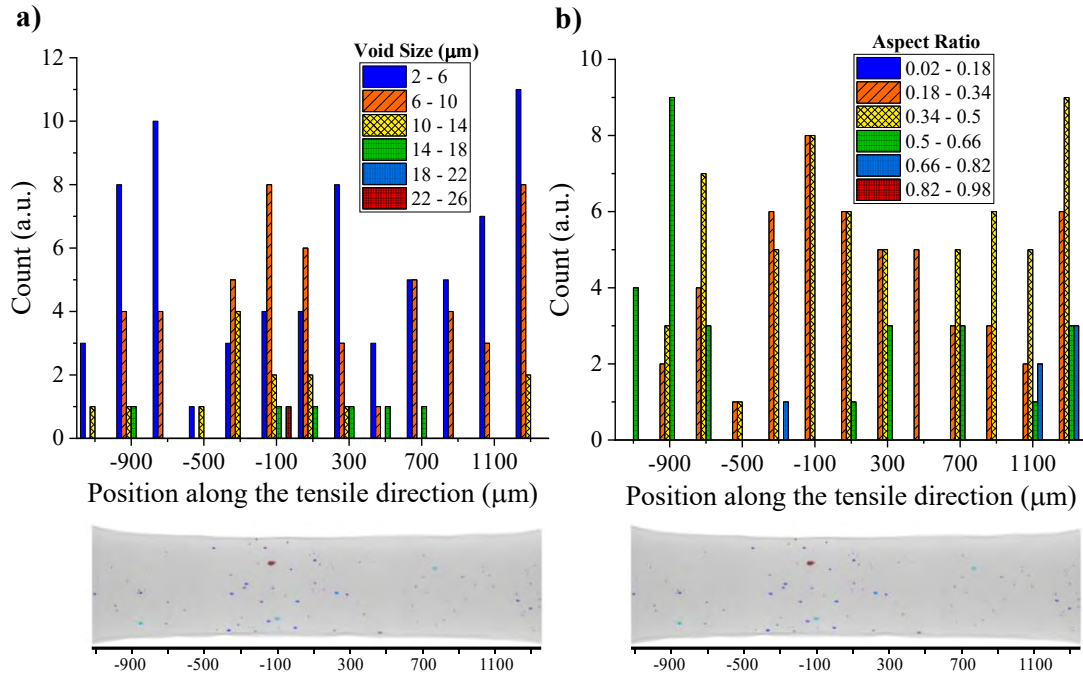 a)
Void Size (μm)
2 - 6
6 - 10
10 - 14
14 - 18
18 - 22
22 - 26
12
10
8
6
4
2
0
Count (a.u.)
-900
-500
-100
300
700
1100
Position along the tensile direction (μm)
-900
-500
-100
300
700
1100
b)
Aspect Ratio
0.02 - 0.18
0.18 - 0.34
0.34 - 0.5
0.5 - 0.66
0.66 - 0.82
0.82 - 0.98
10
8
6
4
2
0
Count (a.u.)
-900
-500
-100
300
700
1100
Position along the tensile direction (μm)
-900
-500
-100
300
700
1100